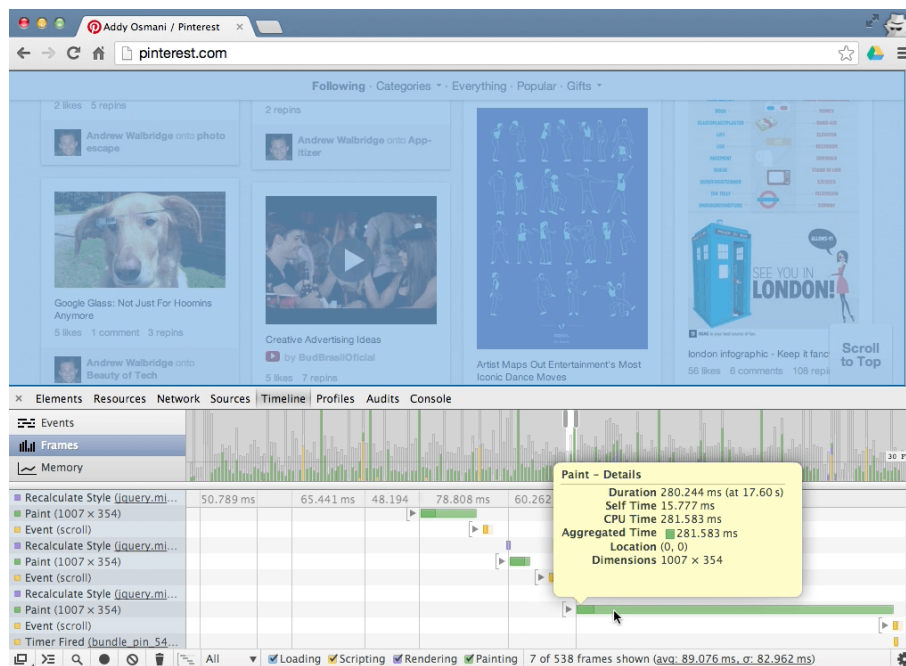 Addy Osmani / Pinterest
pinterest.com
Following · Categories · Everything · Popular · Gifts
2 likes 5 repins
2 repins
Andrew Walbridge onto photo
escape
Andrew Walbridge onto App-
itizer
Google Glass: Not Just For Hoomins
Anymore
5 likes 1 comment 3 repins
Andrew Walbridge onto
Beauty of Tech
Creative Advertising Ideas
by BudBrasilOficial
5 likes 7 repins
Artist Maps Out Entertainment's Most
Iconic Dance Moves
ALLONS-Y!
SEE YOU IN
LONDON!
london infographic - Keep it fanc
56 likes 6 comments 108 repi
Scroll
to Top
× Elements Resources Network Sources Timeline Profiles Audits Console
Events
Frames
Memory
30 F
Recalculate Style (jquery.mi...
50.789 ms 65.441 ms 48.194 78.808 ms 60.262
Paint (1007 × 354)
Event (scroll)
Recalculate Style (jquery.mi...
Paint (1007 × 354)
Event (scroll)
Recalculate Style (jquery.mi...
Paint (1007 × 354)
Event (scroll)
Timer Fired (bundle_pin_54...
Paint – Details
Duration 280.244 ms (at 17.60 s)
Self Time 15.777 ms
CPU Time 281.583 ms
Aggregated Time 281.583 ms
Location (0, 0)
Dimensions 1007 × 354
All Loading Scripting Rendering Painting 7 of 538 frames shown (avg: 89.076 ms, σ: 82.962 ms)